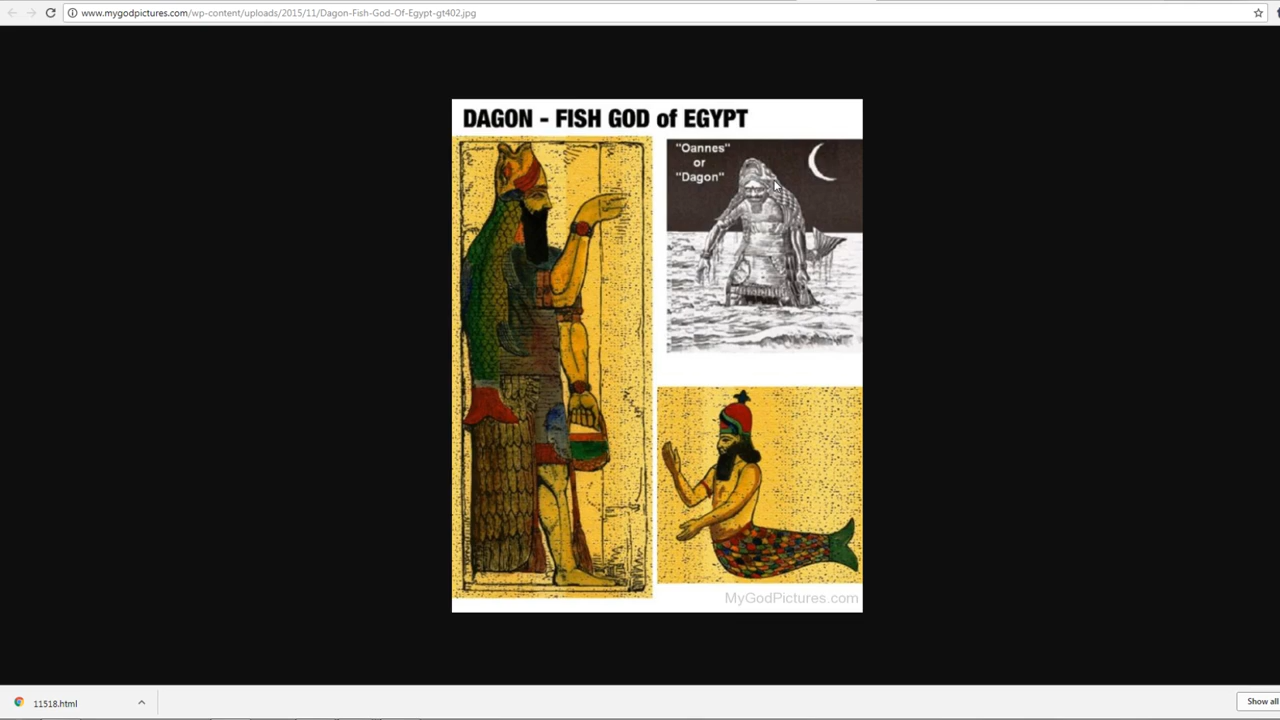 www.mygodpictures.com/wp-content/uploads/2015/11/Dagon-Fish-God-Of-Egypt-gt402.jpg
DAGON - FISH GOD of EGYPT
"Oannes"
or
"Dagon"
MyGodPictures.com
11518.html
Show all